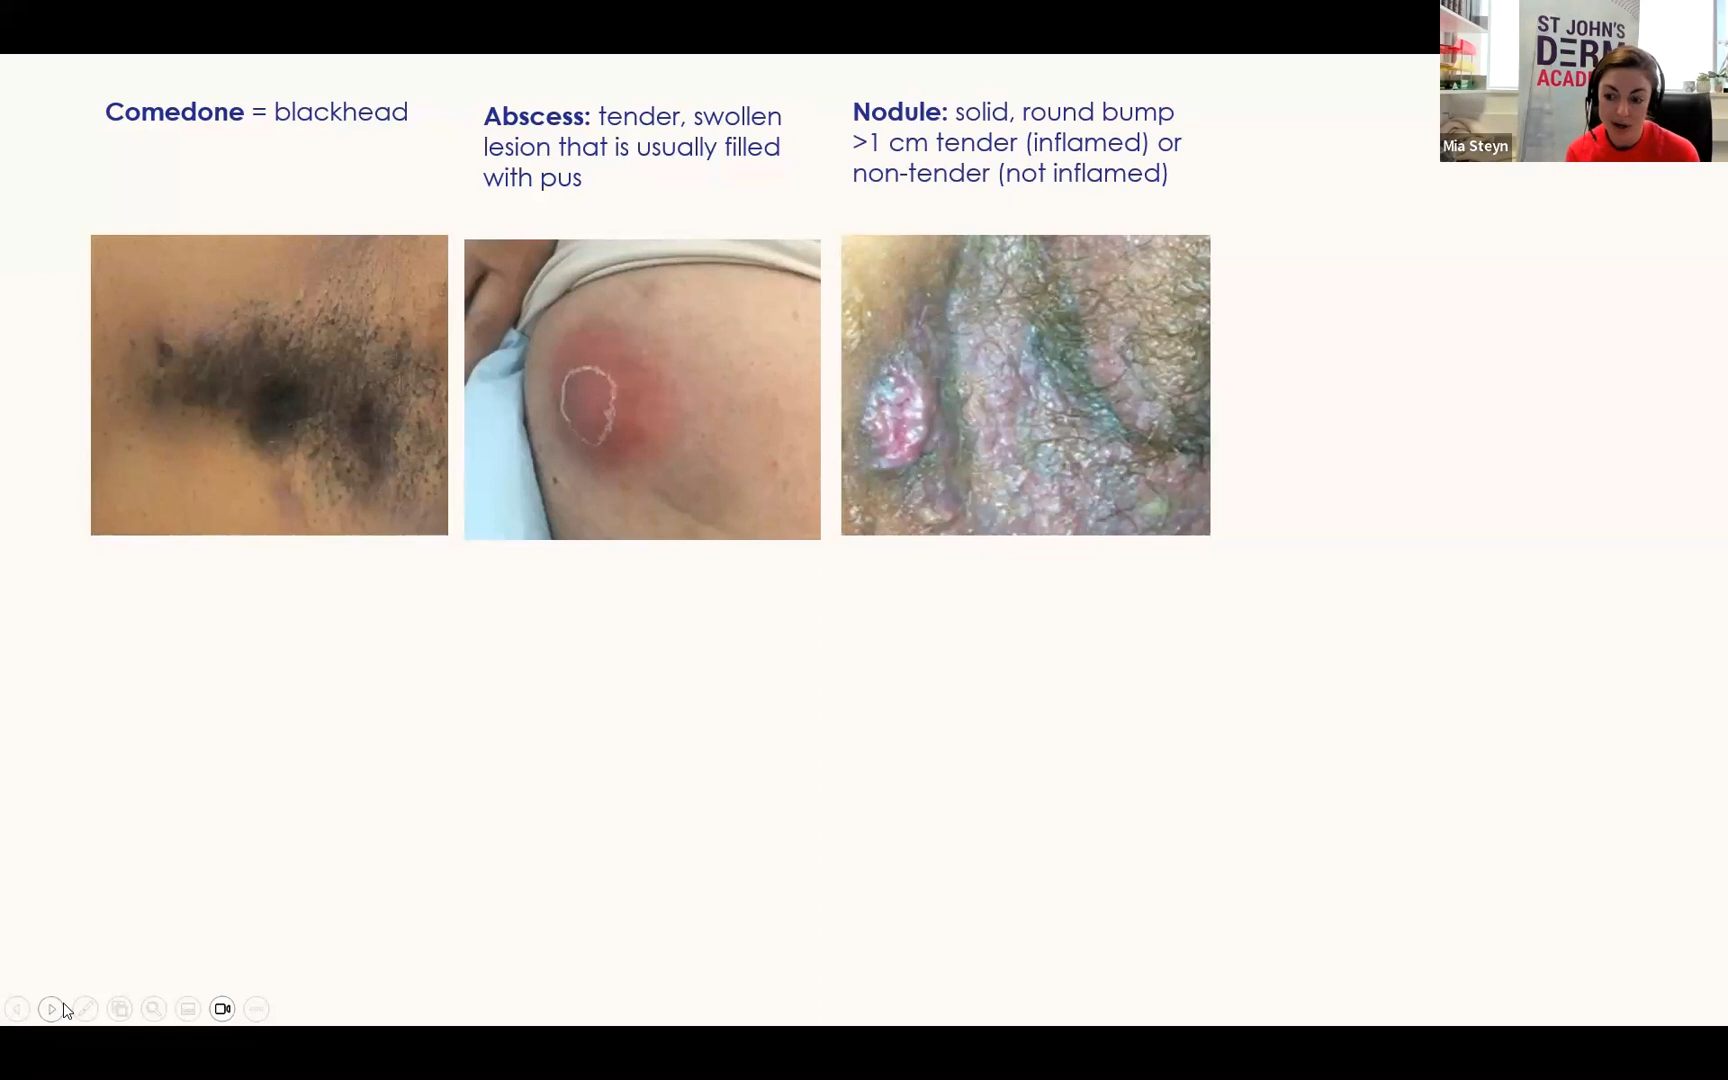 Comedone = blackhead
Abscess: tender, swollen
lesion that is usually filled
with pus
Nodule: solid, round bump
>1 cm tender (inflamed) or
non-tender (not inflamed)
ST JOHN'S
Mia Steyn